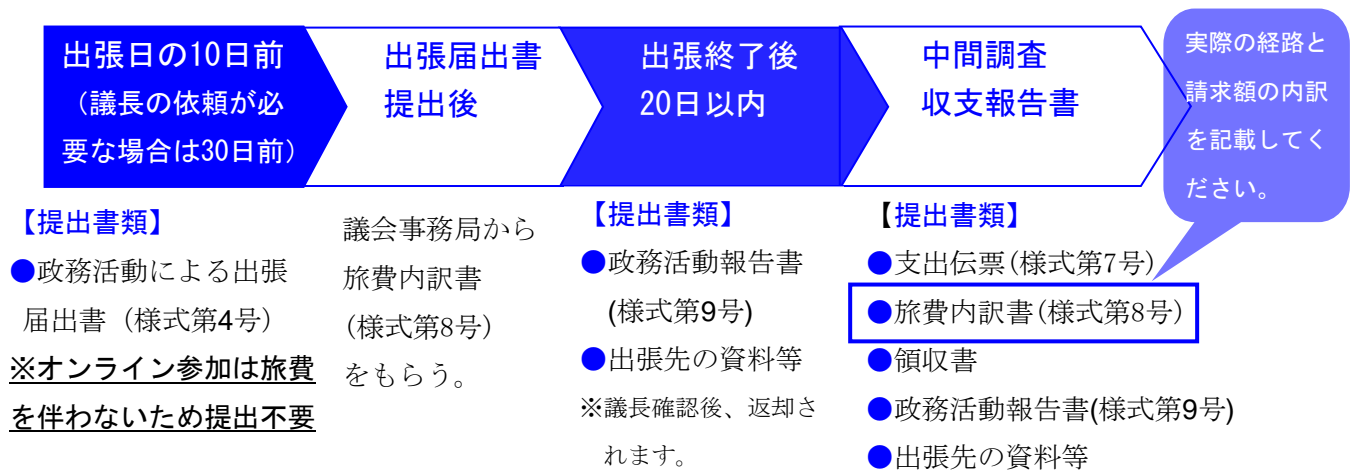 出張日の10日前
（議長の依頼が必
要な場合は30日前）
出張届出書
提出後
出張終了後
20日以内
中間調査
収支報告書
実際の経路と
請求額の内訳
を記載してく
ださい。
【提出書類】
●政務活動による出張
届出書（様式第4号）
※オンライン参加は旅費
を伴わないため提出不要
議会事務局から
旅費内訳書
(様式第8号)
をもらう。
【提出書類】
●政務活動報告書
(様式第9号)
●出張先の資料等
※議長確認後、返却さ
れます。
【提出書類】
●支出伝票(様式第7号)
●旅費内訳書(様式第8号)
●領収書
●政務活動報告書(様式第9号)
●出張先の資料等